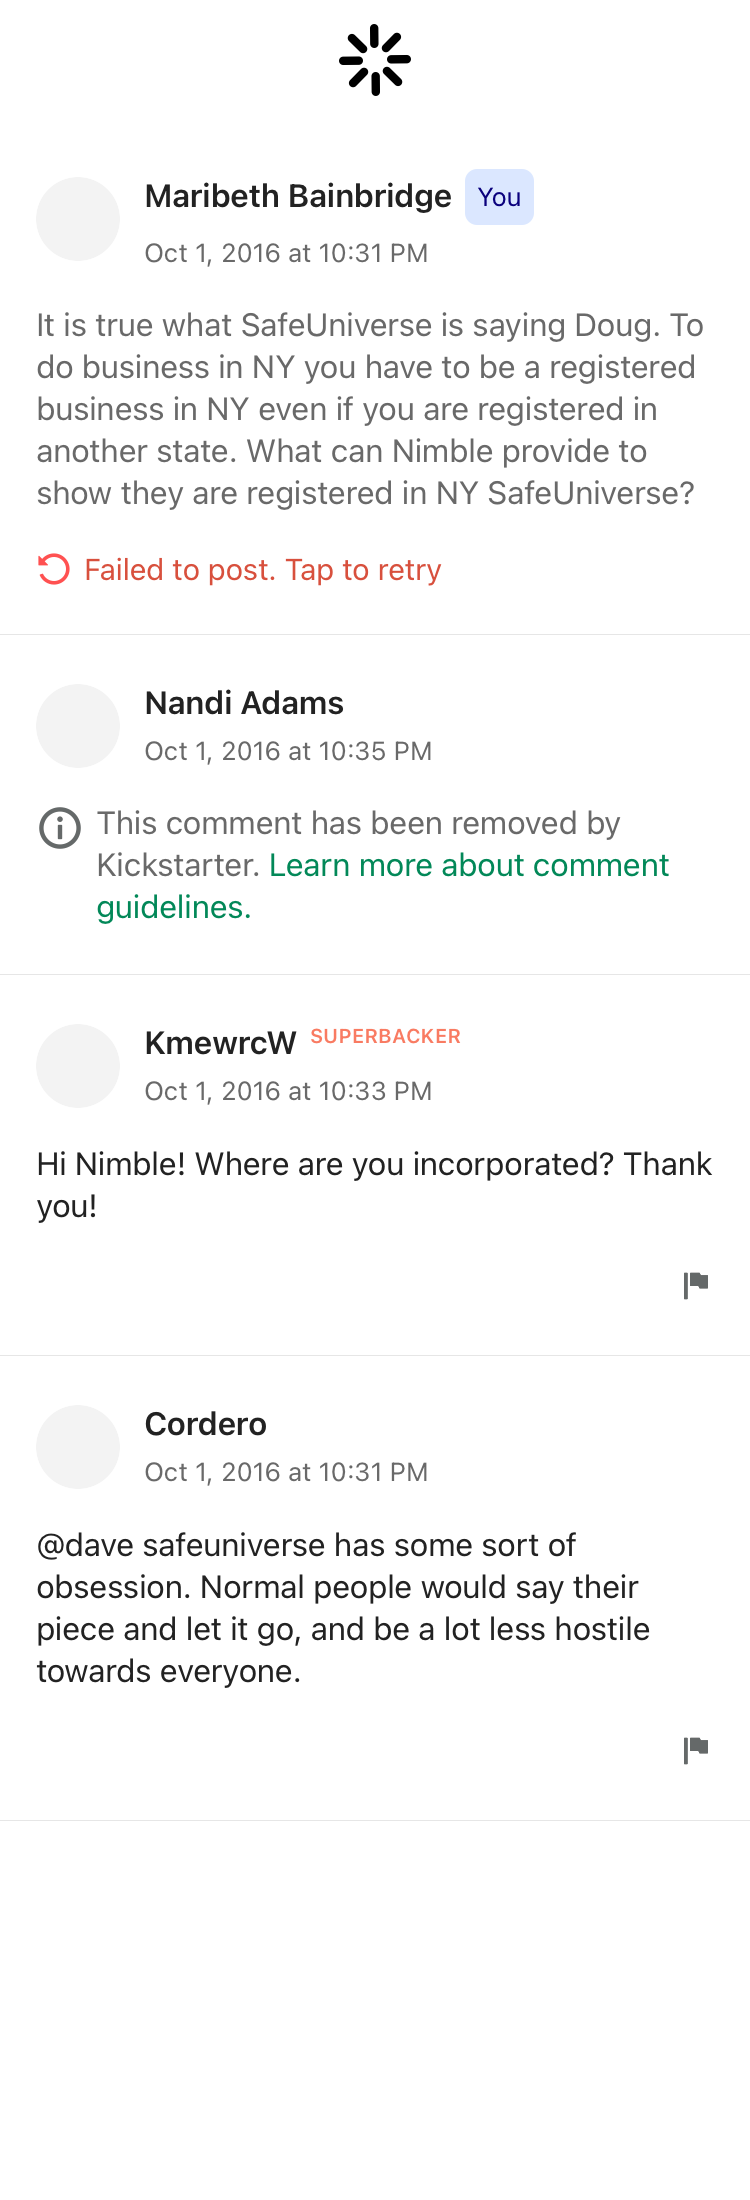 Maribeth Bainbridge You
Oct 1, 2016 at 10:31 PM
It is true what SafeUniverse is saying Doug. To
do business in NY you have to be a registered
business in NY even if you are registered in
another state. What can Nimble provide to
show they are registered in NY SafeUniverse?
Failed to post. Tap to retry
Nandi Adams
Oct 1, 2016 at 10:35 PM
This comment has been removed by
Kickstarter. Learn more about comment
guidelines.
KmewrcW SUPERBACKER
Oct 1, 2016 at 10:33 PM
Hi Nimble! Where are you incorporated? Thank
you!
Cordero
Oct 1, 2016 at 10:31 PM
@dave safeuniverse has some sort of
obsession. Normal people would say their
piece and let it go, and be a lot less hostile
towards everyone.